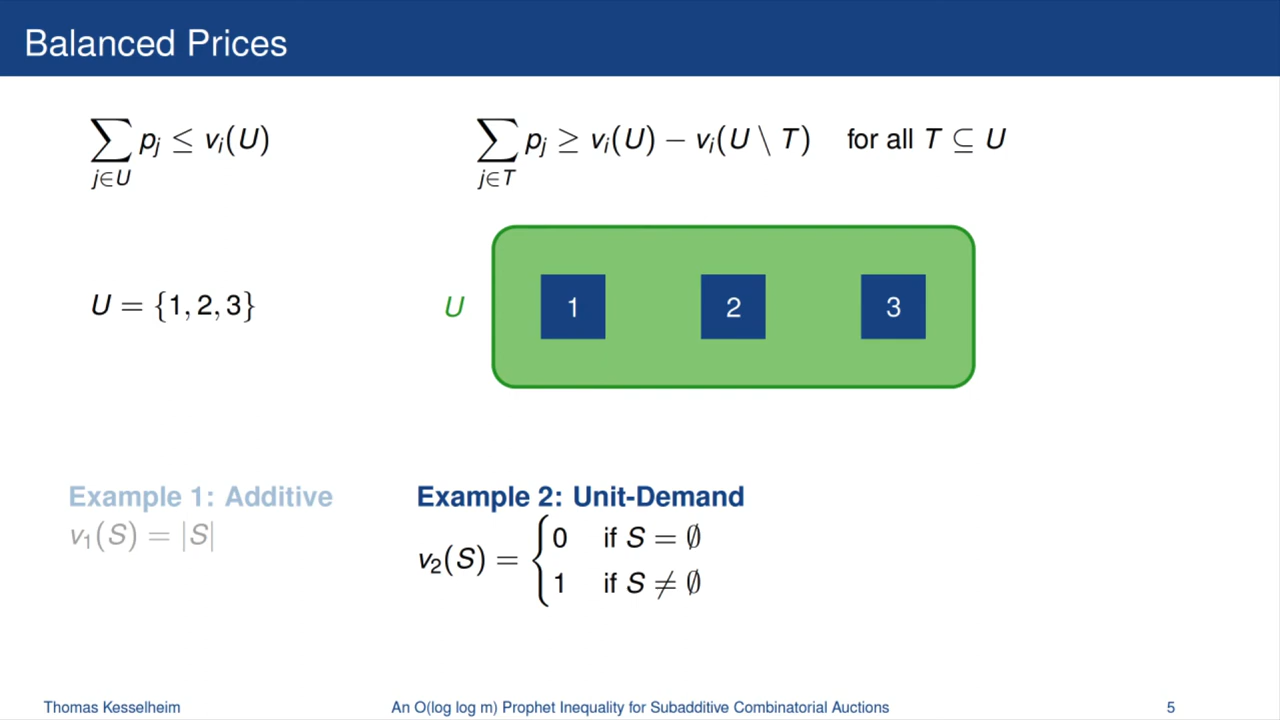 Balanced Prices
∑_{j∈U} p_j ≤ v_i(U)
∑_{j∈T} p_j ≥ v_i(U) − v_i(U \ T) for all T ⊆ U
U = {1, 2, 3}
U
1 2 3
Example 1: Additive
v_1(S) = |S|
Example 2: Unit-Demand
v_2(S) = { 0 if S = ∅
1 if S ≠ ∅
Thomas Kesselheim
An O(log log m) Prophet Inequality for Subadditive Combinatorial Auctions
5